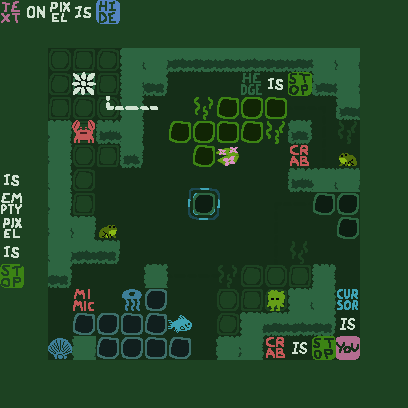 TEXT ON PIXEL IS HIDE
HEDGE IS STOP
CRAB
IS
EMPTY
PIXEL
IS
STOP
MIMIC
CURSOR
IS
YOU
CRAB IS STOP